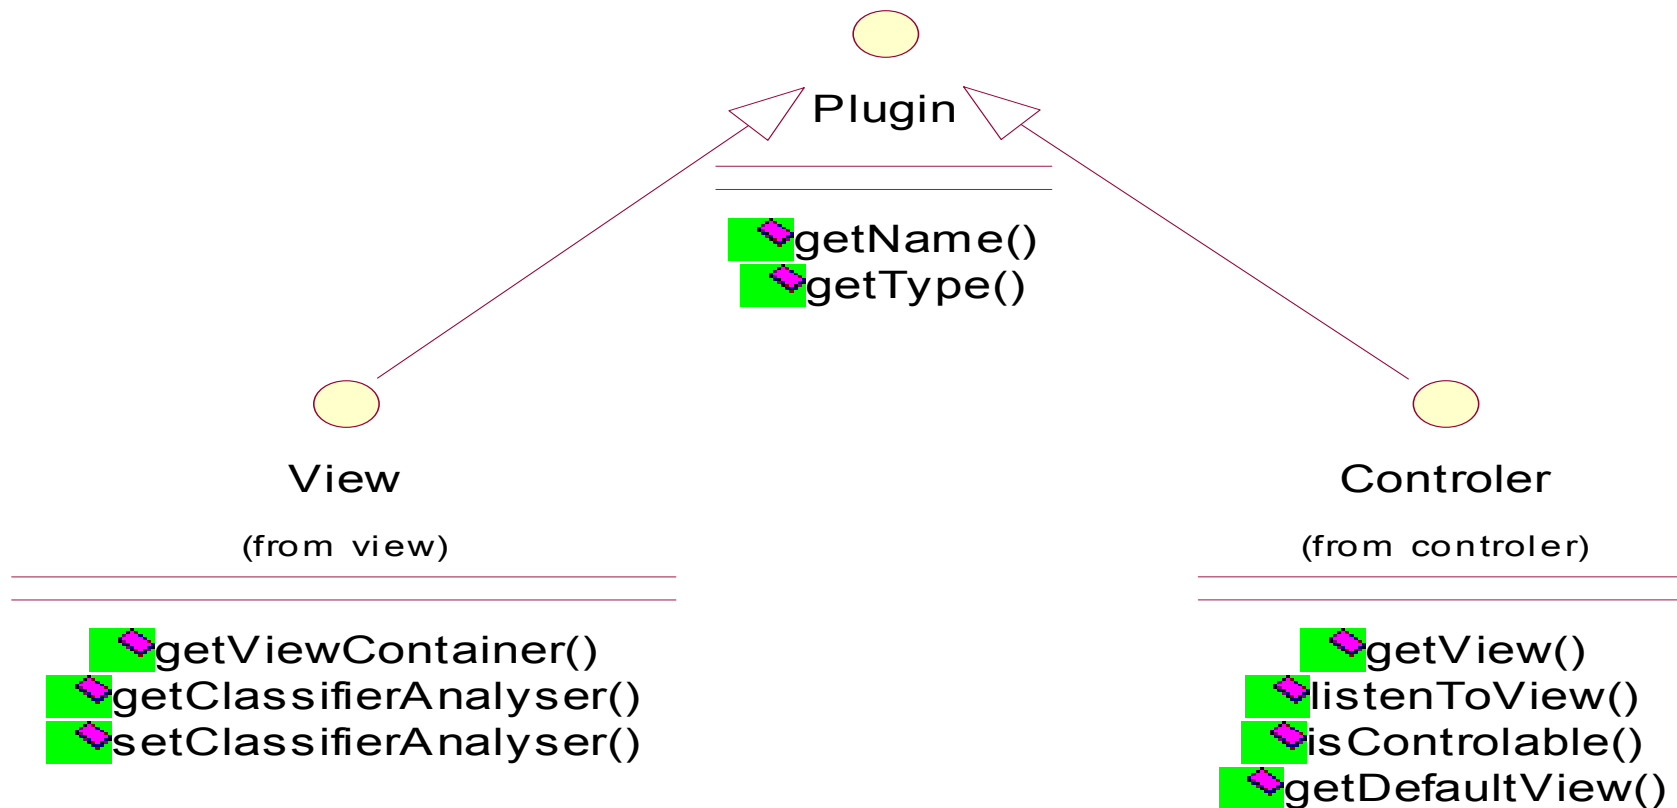 Plugin
getName()
getType()
View
(from view)
getViewContainer()
getClassifierAnalyser()
setClassifierAnalyser()
Controler
(from controler)
getView()
listenToView()
isControlable()
getDefaultView()